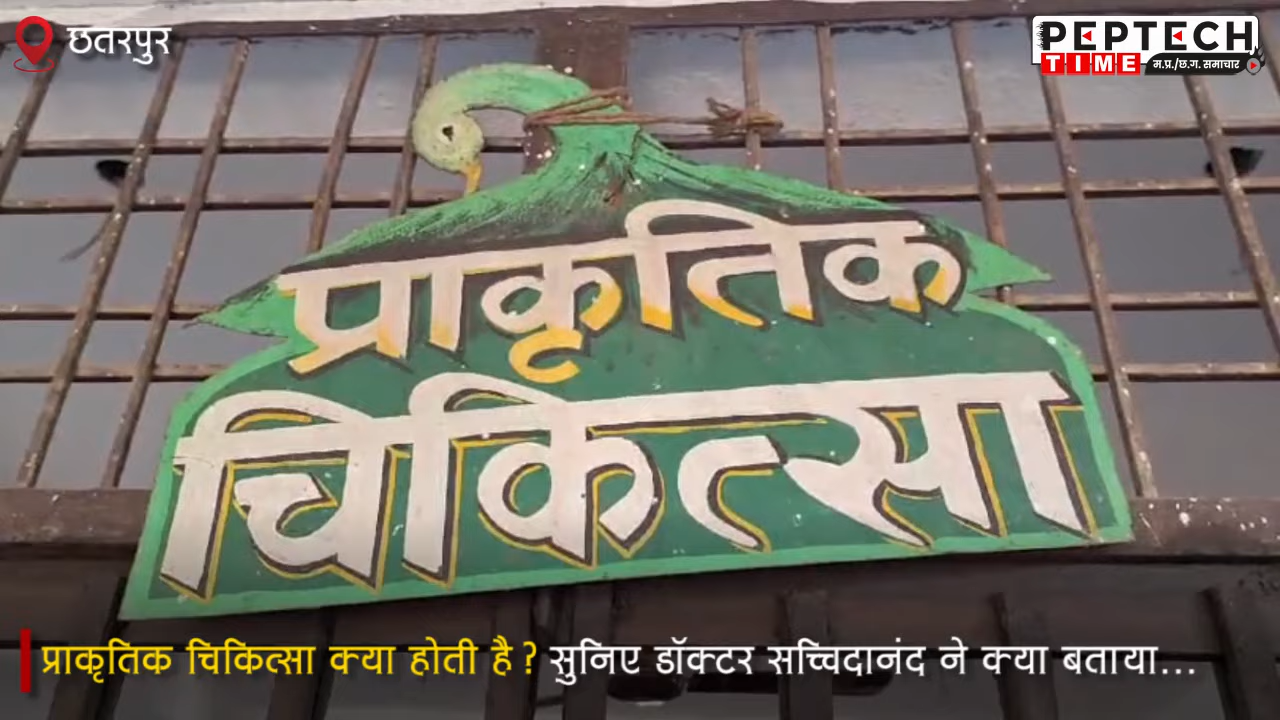 छतरपुर
PEPTECH
TIME म.प्र./छ.ग. समाचार
प्राकृतिक
चिकित्सा
प्राकृतिक चिकित्सा क्या होती है ? सुनिए डॉक्टर सच्चिदानंद ने क्या बताया...